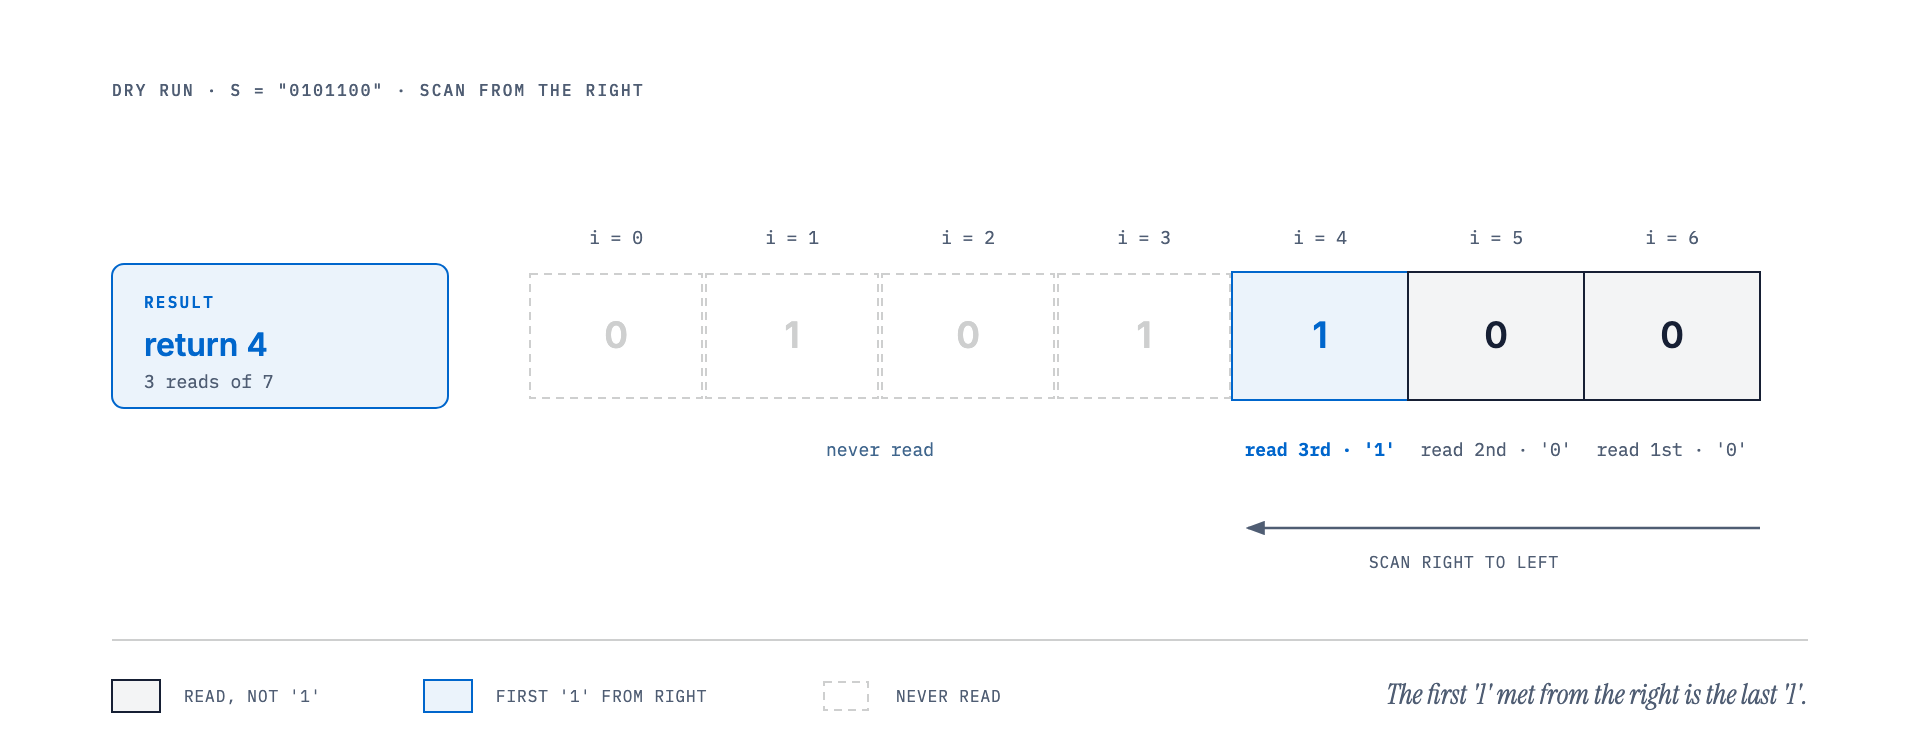 DRY RUN · S = "0101100" · SCAN FROM THE RIGHT
i = 0 i = 1 i = 2 i = 3 i = 4 i = 5 i = 6
RESULT
return 4
3 reads of 7
0 1 0 1 1 0 0
never read
read 3rd · '1' read 2nd · '0' read 1st · '0'
SCAN RIGHT TO LEFT
READ, NOT '1' FIRST '1' FROM RIGHT NEVER READ
The first '1' met from the right is the last '1'.